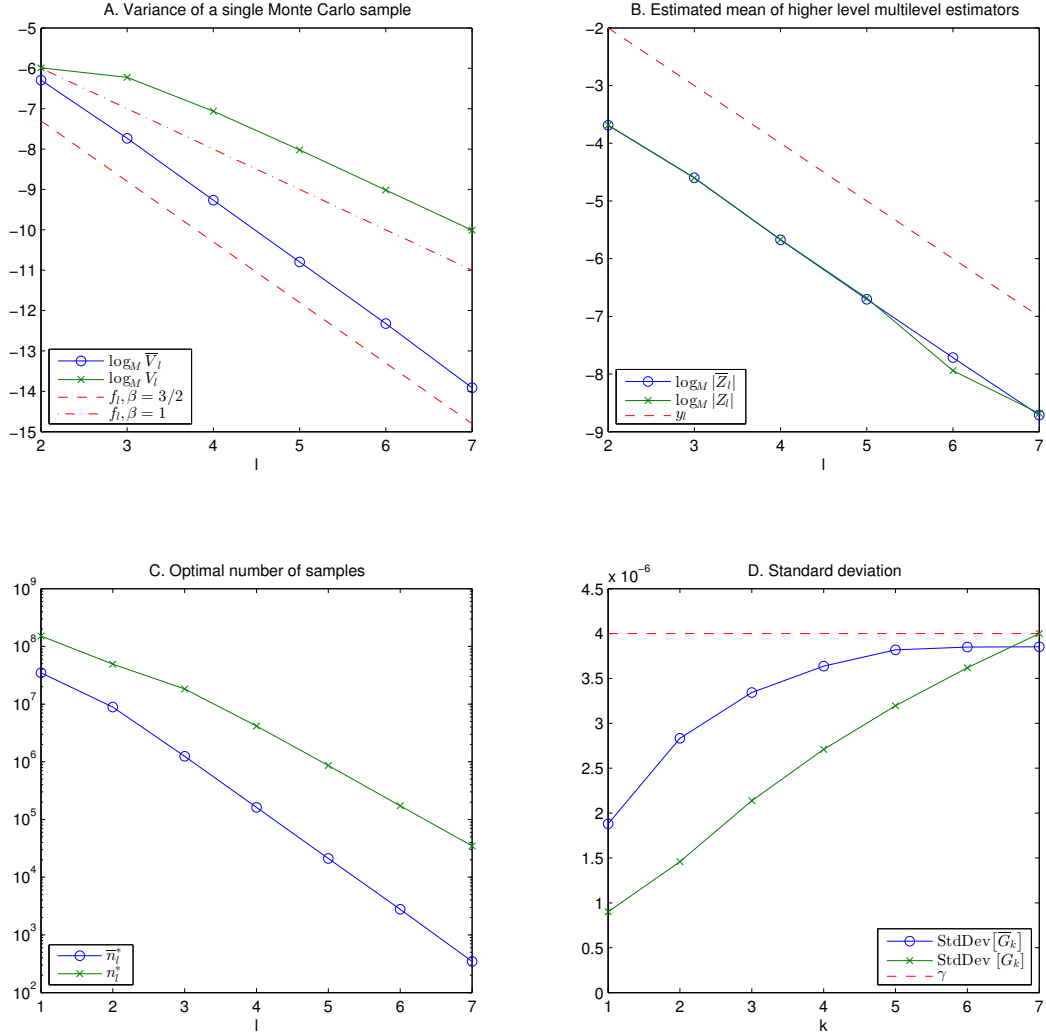 A. Variance of a single Monte Carlo sample
−5
−6
−7
−8
−9
−10
−11
−12
−13
−14
−15
log_M V̅_l
log_M V_l
f_l, β = 3/2
f_l, β = 1
2 3 4 5 6 7
l
B. Estimated mean of higher level multilevel estimators
−2
−3
−4
−5
−6
−7
−8
−9
log_M |Z̅_l|
log_M |Z_l|
y_l
2 3 4 5 6 7
l
C. Optimal number of samples
10^9
10^8
10^7
10^6
10^5
10^4
10^3
10^2
n̅_l^*
n_l^*
1 2 3 4 5 6 7
l
D. Standard deviation
x 10^−6
4.5
4
3.5
3
2.5
2
1.5
1
0.5
0
StdDev [G̅_k]
StdDev [G_k]
γ
1 2 3 4 5 6 7
k